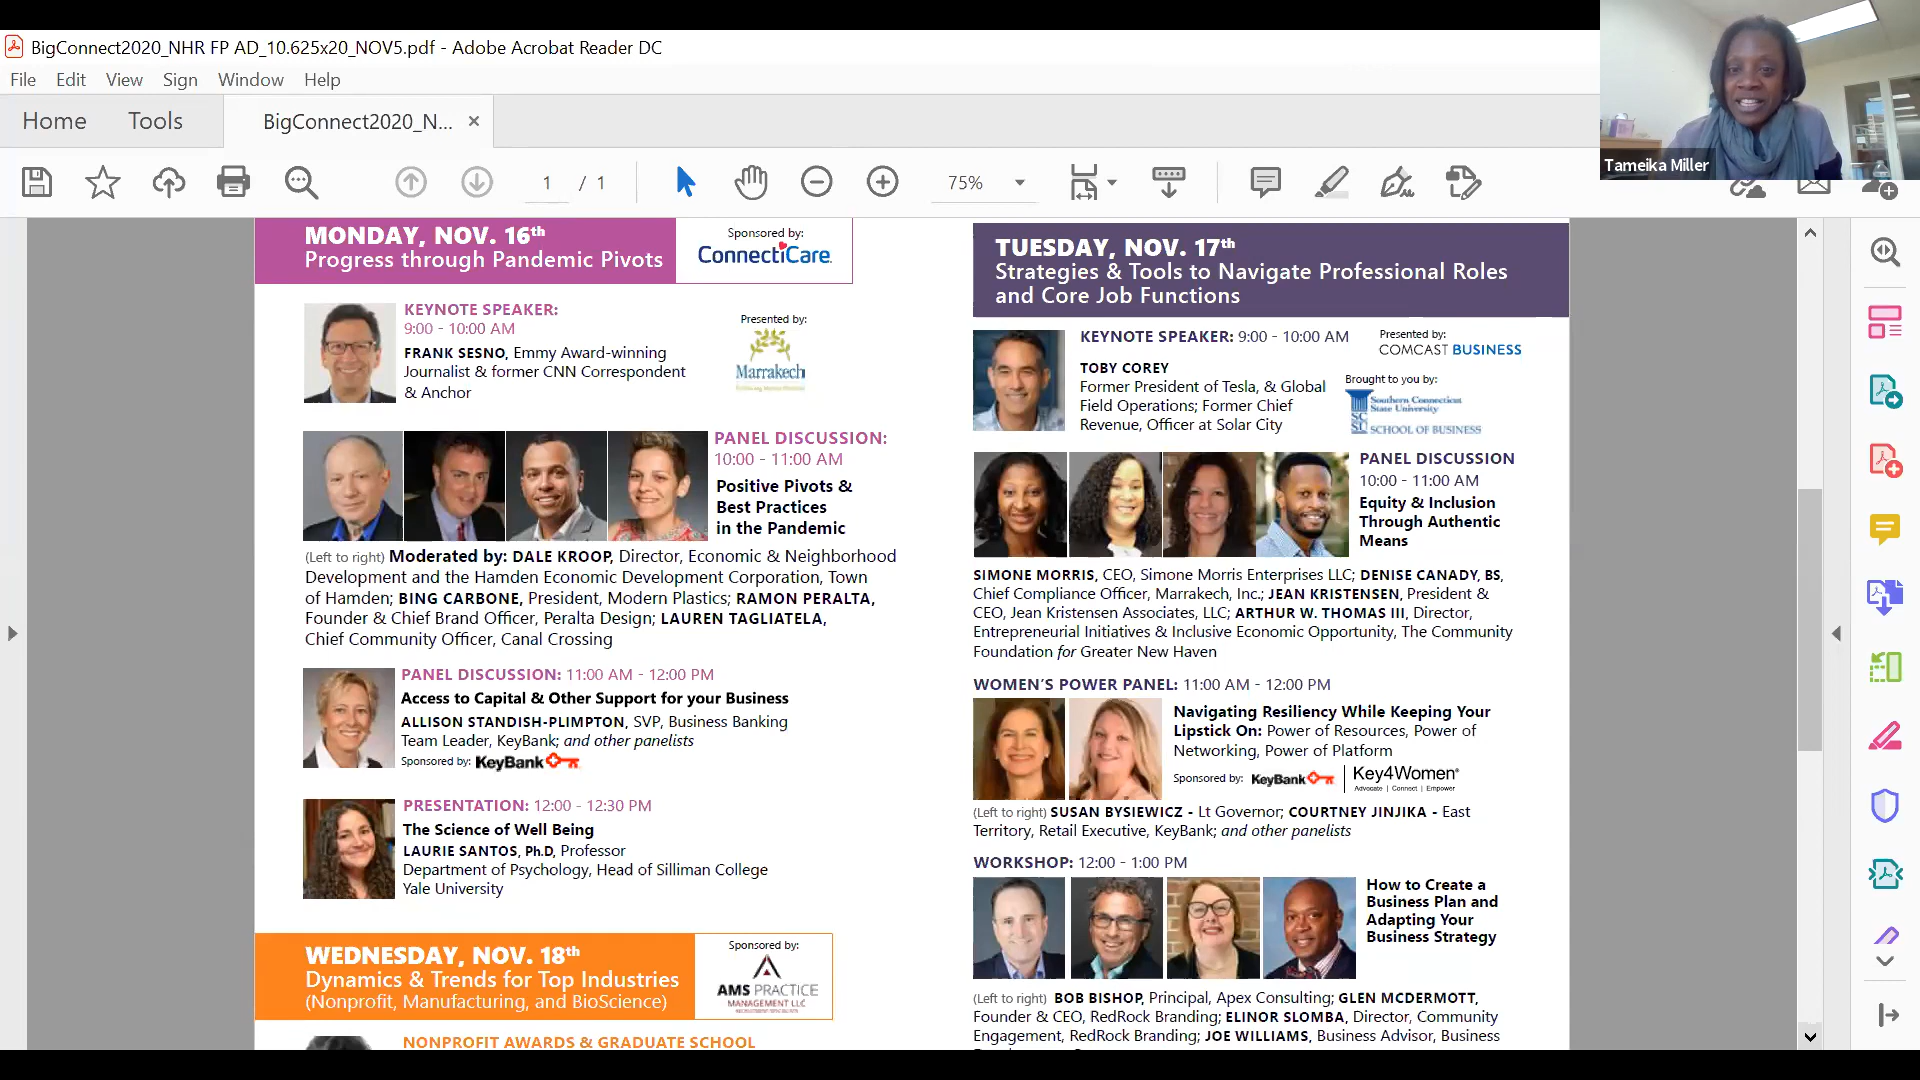 BigConnect2020_NHR FP AD_10.625x20_NOV5.pdf - Adobe Acrobat Reader DC
File Edit View Sign Window Help
Home Tools BigConnect2020_N... ×
1 / 1 75%
Tameika Miller
MONDAY, NOV. 16th
Progress through Pandemic Pivots
Sponsored by:
ConnectiCare
KEYNOTE SPEAKER:
9:00 - 10:00 AM
FRANK SESNO, Emmy Award-winning
Journalist & former CNN Correspondent
& Anchor
Presented by:
Marrakech
PANEL DISCUSSION:
10:00 - 11:00 AM
Positive Pivots &
Best Practices
in the Pandemic
(Left to right) Moderated by: DALE KROOP, Director, Economic & Neighborhood
Development and the Hamden Economic Development Corporation, Town
of Hamden; BING CARBONE, President, Modern Plastics; RAMON PERALTA,
Founder & Chief Brand Officer, Peralta Design; LAUREN TAGLIATELA,
Chief Community Officer, Canal Crossing
PANEL DISCUSSION: 11:00 AM - 12:00 PM
Access to Capital & Other Support for your Business
ALLISON STANDISH-PLIMPTON, SVP, Business Banking
Team Leader, KeyBank; and other panelists
Sponsored by: KeyBank
PRESENTATION: 12:00 - 12:30 PM
The Science of Well Being
LAURIE SANTOS, Ph.D, Professor
Department of Psychology, Head of Silliman College
Yale University
WEDNESDAY, NOV. 18th
Dynamics & Trends for Top Industries
(Nonprofit, Manufacturing, and BioScience)
Sponsored by:
AMS PRACTICE
MANAGEMENT LLC
NONPROFIT AWARDS & GRADUATE SCHOOL
TUESDAY, NOV. 17th
Strategies & Tools to Navigate Professional Roles
and Core Job Functions
KEYNOTE SPEAKER: 9:00 - 10:00 AM
TOBY COREY
Former President of Tesla, & Global
Field Operations; Former Chief
Revenue, Officer at Solar City
Presented by:
COMCAST BUSINESS
Brought to you by:
SCSU
Southern Connecticut
State University
SCHOOL OF BUSINESS
PANEL DISCUSSION
10:00 - 11:00 AM
Equity & Inclusion
Through Authentic
Means
SIMONE MORRIS, CEO, Simone Morris Enterprises LLC; DENISE CANADY, BS,
Chief Compliance Officer, Marrakech, Inc.; JEAN KRISTENSEN, President &
CEO, Jean Kristensen Associates, LLC; ARTHUR W. THOMAS III, Director,
Entrepreneurial Initiatives & Inclusive Economic Opportunity, The Community
Foundation for Greater New Haven
WOMEN'S POWER PANEL: 11:00 AM - 12:00 PM
Navigating Resiliency While Keeping Your
Lipstick On: Power of Resources, Power of
Networking, Power of Platform
Sponsored by: KeyBank Key4Women®
Advocate | Connect | Empower
(Left to right) SUSAN BYSIEWICZ - Lt Governor; COURTNEY JINJIKA - East
Territory, Retail Executive, KeyBank; and other panelists
WORKSHOP: 12:00 - 1:00 PM
How to Create a
Business Plan and
Adapting Your
Business Strategy
(Left to right) BOB BISHOP, Principal, Apex Consulting; GLEN MCDERMOTT,
Founder & CEO, RedRock Branding; ELINOR SLOMBA, Director, Community
Engagement, RedRock Branding; JOE WILLIAMS, Business Advisor, Business